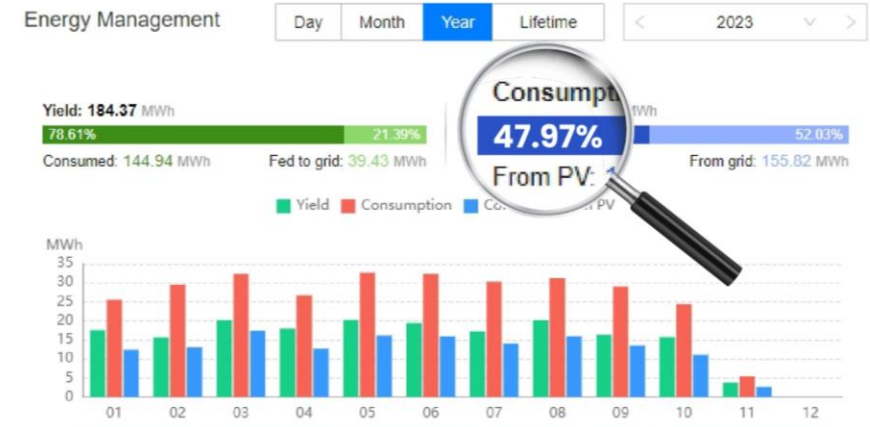 Energy Management Day Month Year Lifetime < 2023 >
Yield: 184.37 MWh
78.61% 21.39%
Consumed: 144.94 MWh Fed to grid: 39.43 MWh
Consumpti MWh
47.97% 52.03%
From PV: From grid: 155.82 MWh
Yield Consumption Co PV
MWh
35
30
25
20
15
10
5
0
01 02 03 04 05 06 07 08 09 10 11 12